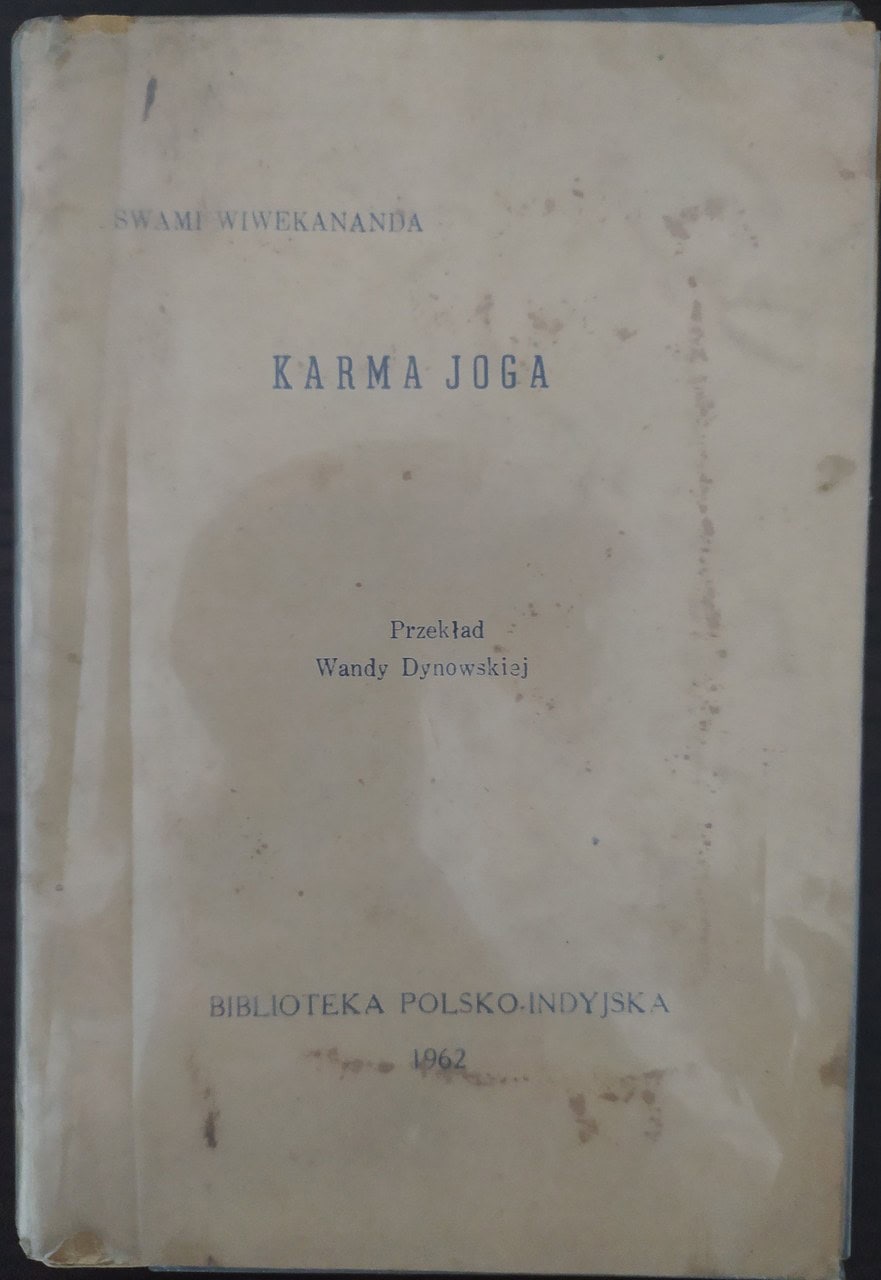 SWAMI WIWEKANANDA
KARMA JOGA
Przekład
Wandy Dynowskiej
BIBLIOTEKA POLSKO-INDYJSKA
1962